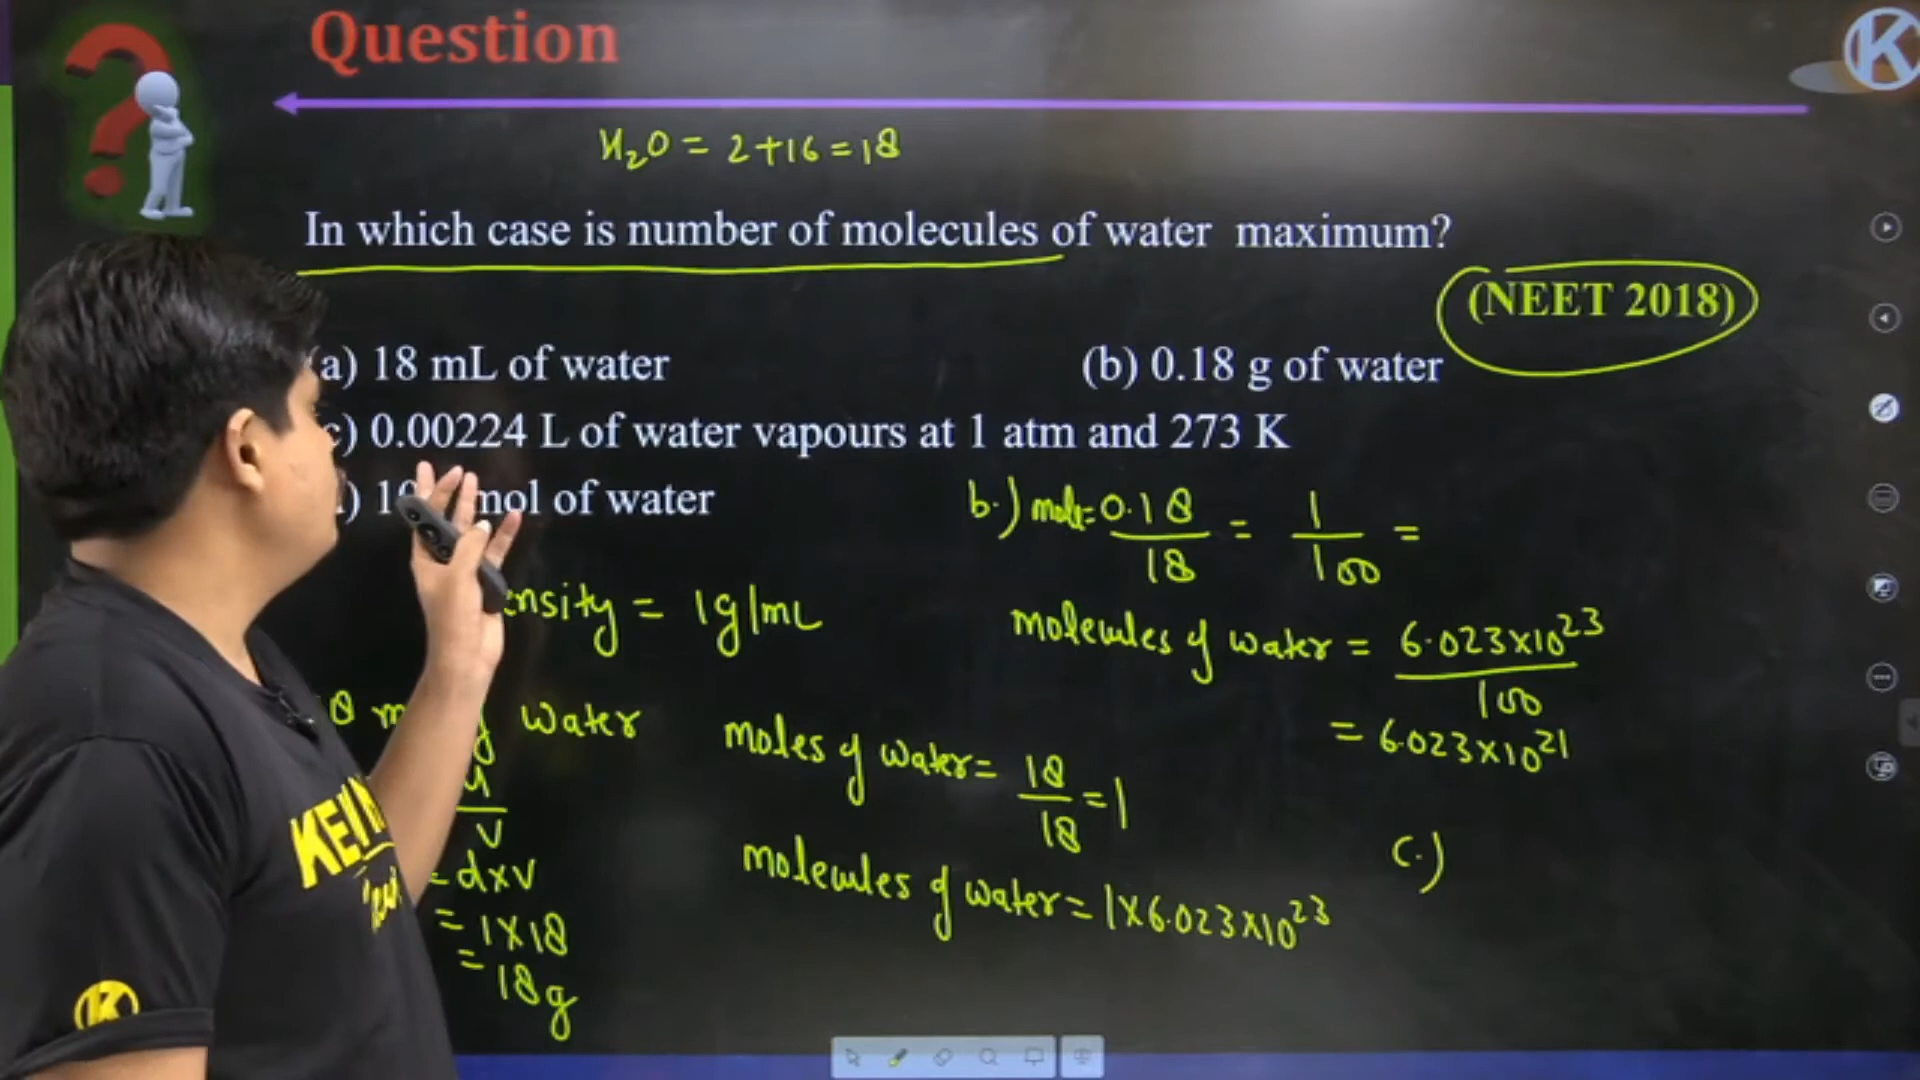 Question
K
H₂O = 2+16=18
In which case is number of molecules of water maximum?
(NEET 2018)
a) 18 mL of water
(b) 0.18 g of water
c) 0.00224 L of water vapours at 1 atm and 273 K
mol of water
b.) mole= 0.18/18 = 1/100 =
ensity = 1g/mL
molecules of water = 6.023×10²³/100
= 6.023×10²¹
water
moles of water = 18/18 = 1
V
=d×v
= 1×18
= 18g
molecules of water = 1×6.023×10²³
c.)
K